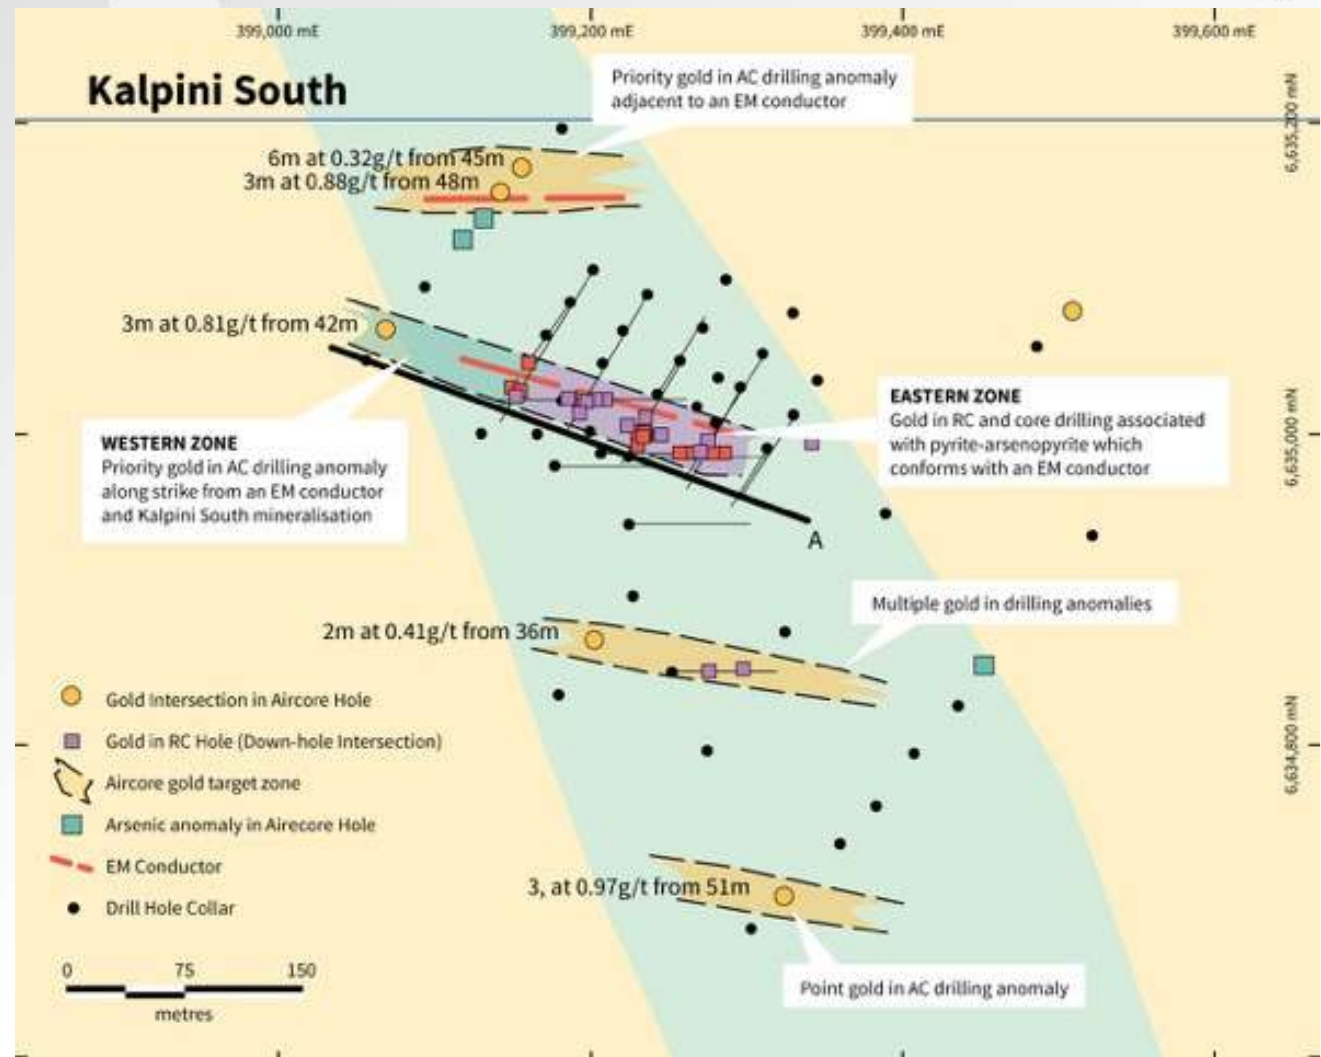 399,000 mE
399,200 mE
399,400 mE
399,600 mE
Kalpini South
Priority gold in AC drilling anomaly
adjacent to an EM conductor
6,635,200 mN
6m at 0.32g/t from 45m
3m at 0.88g/t from 48m
3m at 0.81g/t from 42m
EASTERN ZONE
Gold in RC and core drilling associated
with pyrite-arsenopyrite which
conforms with an EM conductor
6,635,000 mN
WESTERN ZONE
Priority gold in AC drilling anomaly
along strike from an EM conductor
and Kalpini South mineralisation
A
Multiple gold in drilling anomalies
2m at 0.41g/t from 36m
6,634,800 mN
Gold Intersection in Aircore Hole
Gold in RC Hole (Down-hole Intersection)
Aircore gold target zone
Arsenic anomaly in Airecore Hole
EM Conductor
Drill Hole Collar
3, at 0.97g/t from 51m
0 75 150
metres
Point gold in AC drilling anomaly